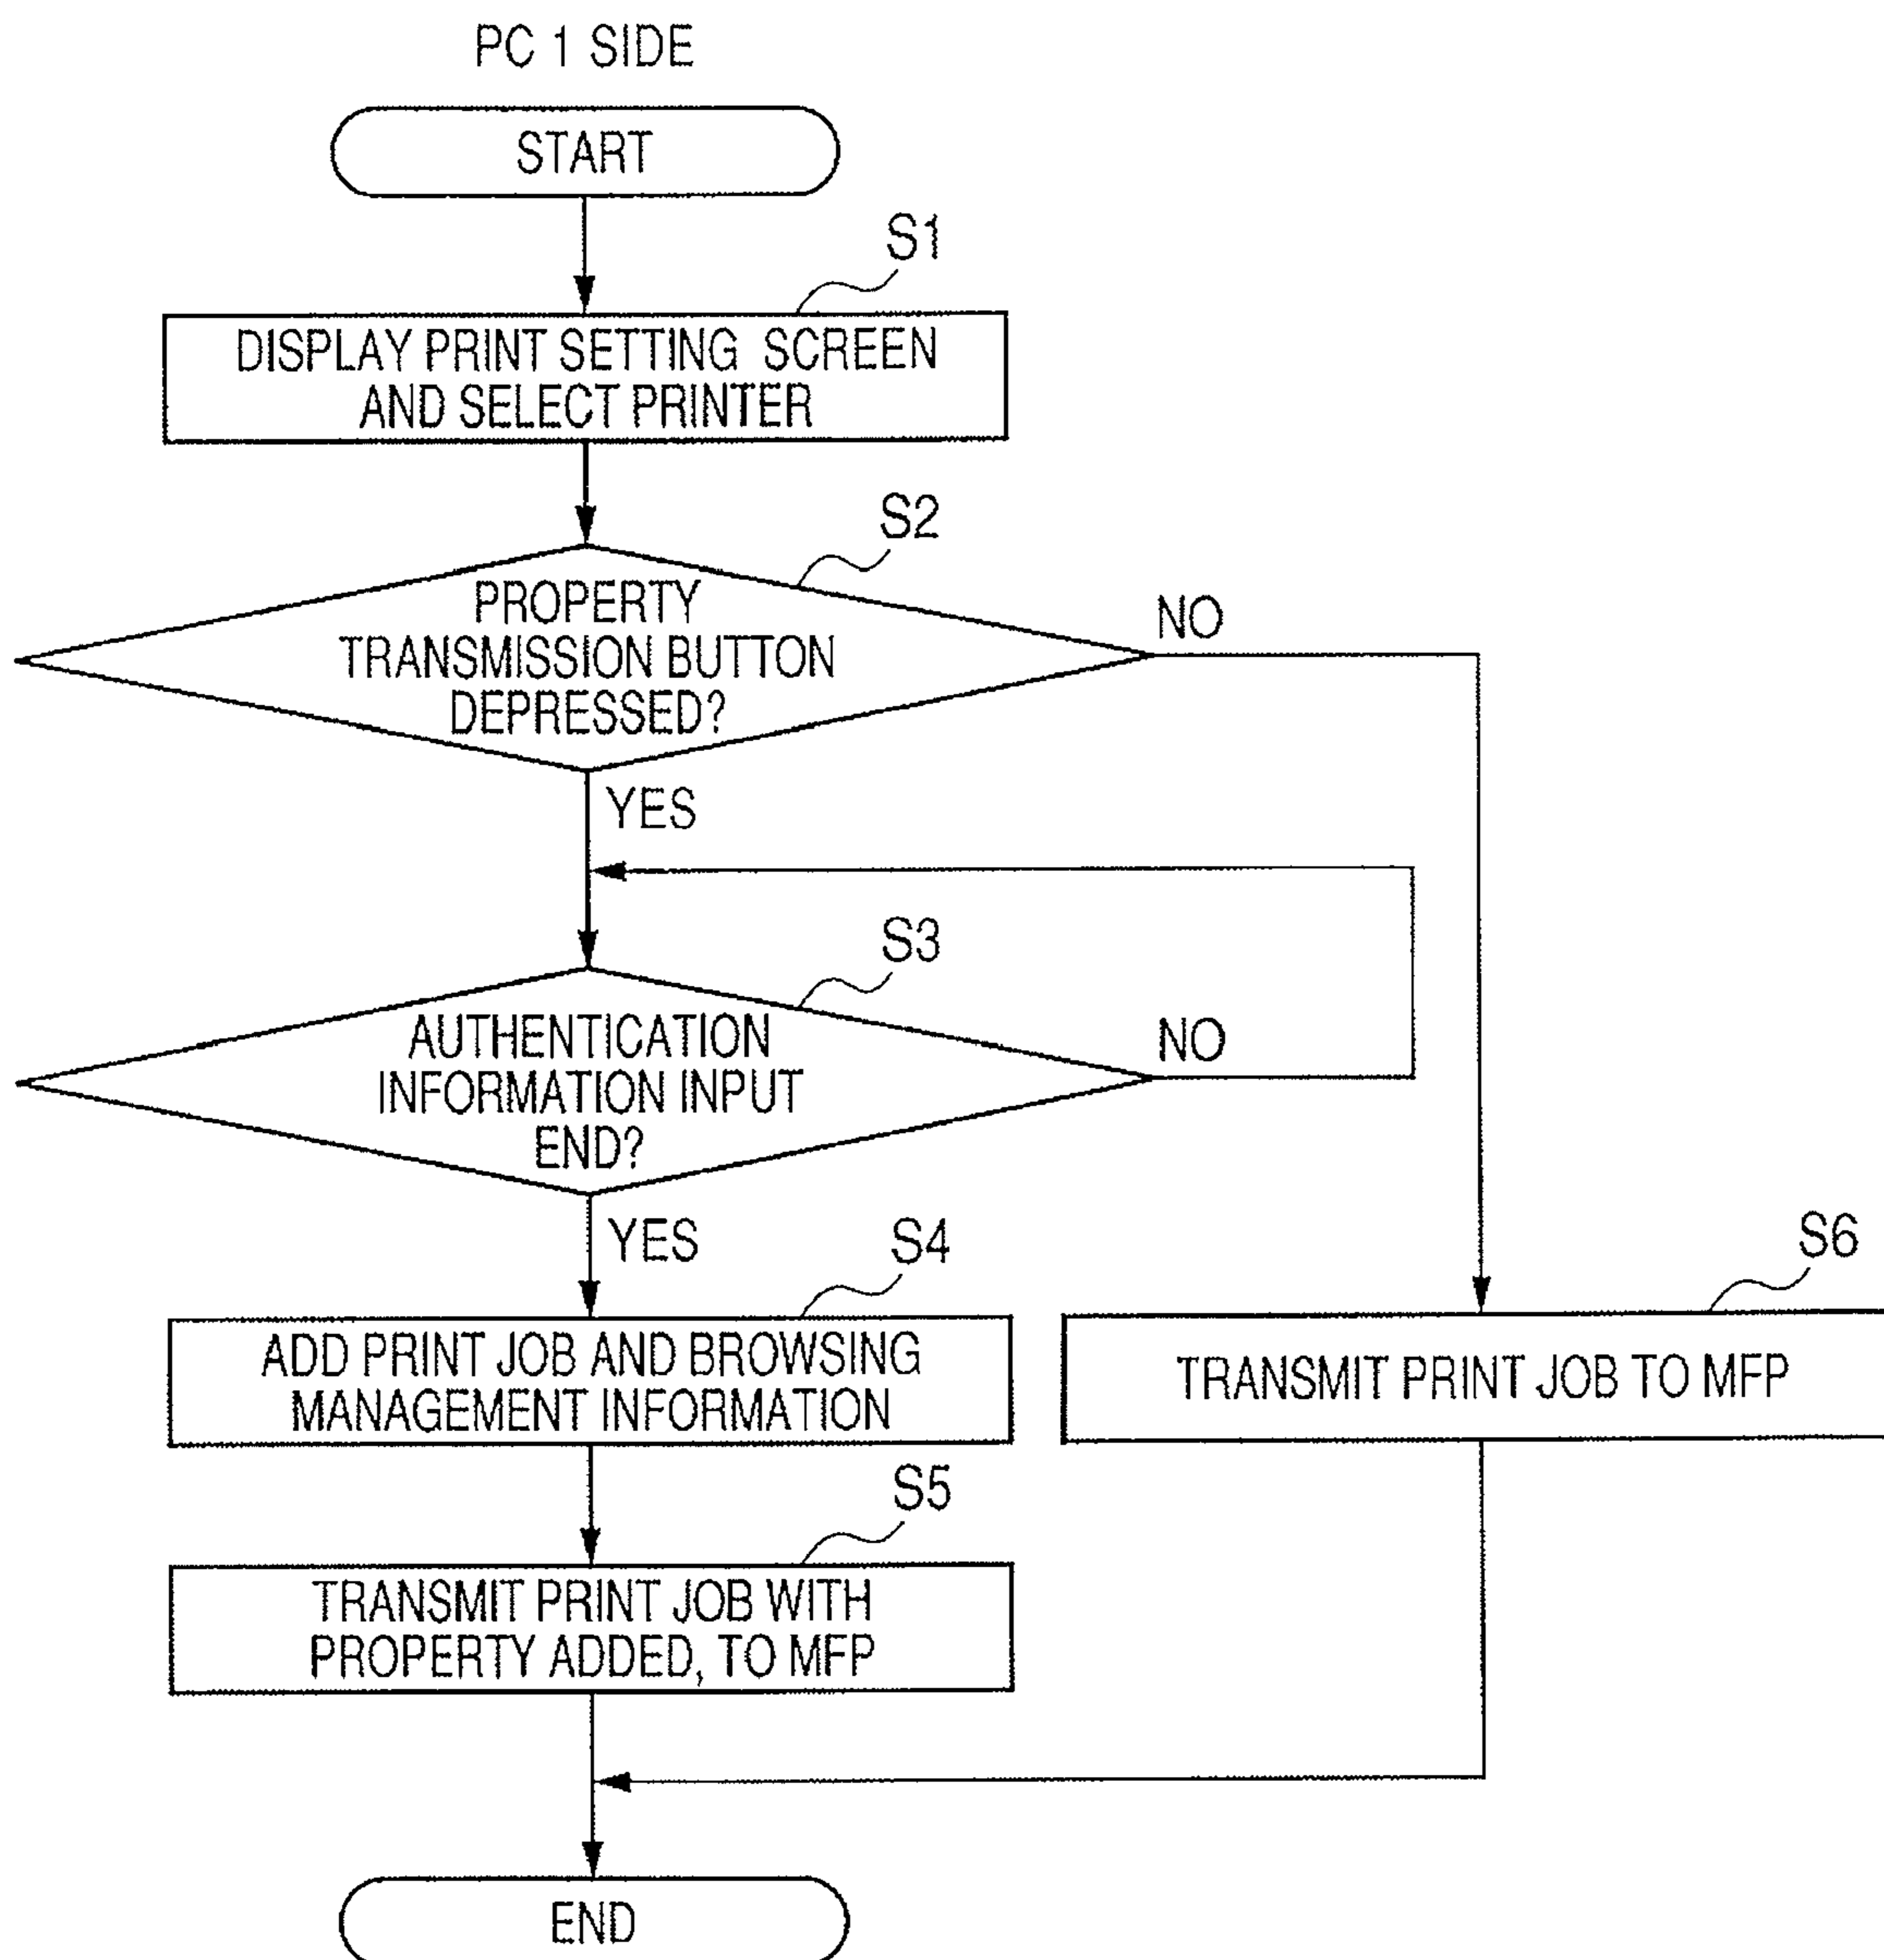 PC 1 SIDE
START
S1
DISPLAY PRINT SETTING SCREEN
AND SELECT PRINTER
S2
PROPERTY
TRANSMISSION BUTTON
DEPRESSED?
NO
YES
S3
AUTHENTICATION
INFORMATION INPUT
END?
NO
YES
S4
ADD PRINT JOB AND BROWSING
MANAGEMENT INFORMATION
S6
TRANSMIT PRINT JOB TO MFP
S5
TRANSMIT PRINT JOB WITH
PROPERTY ADDED, TO MFP
END